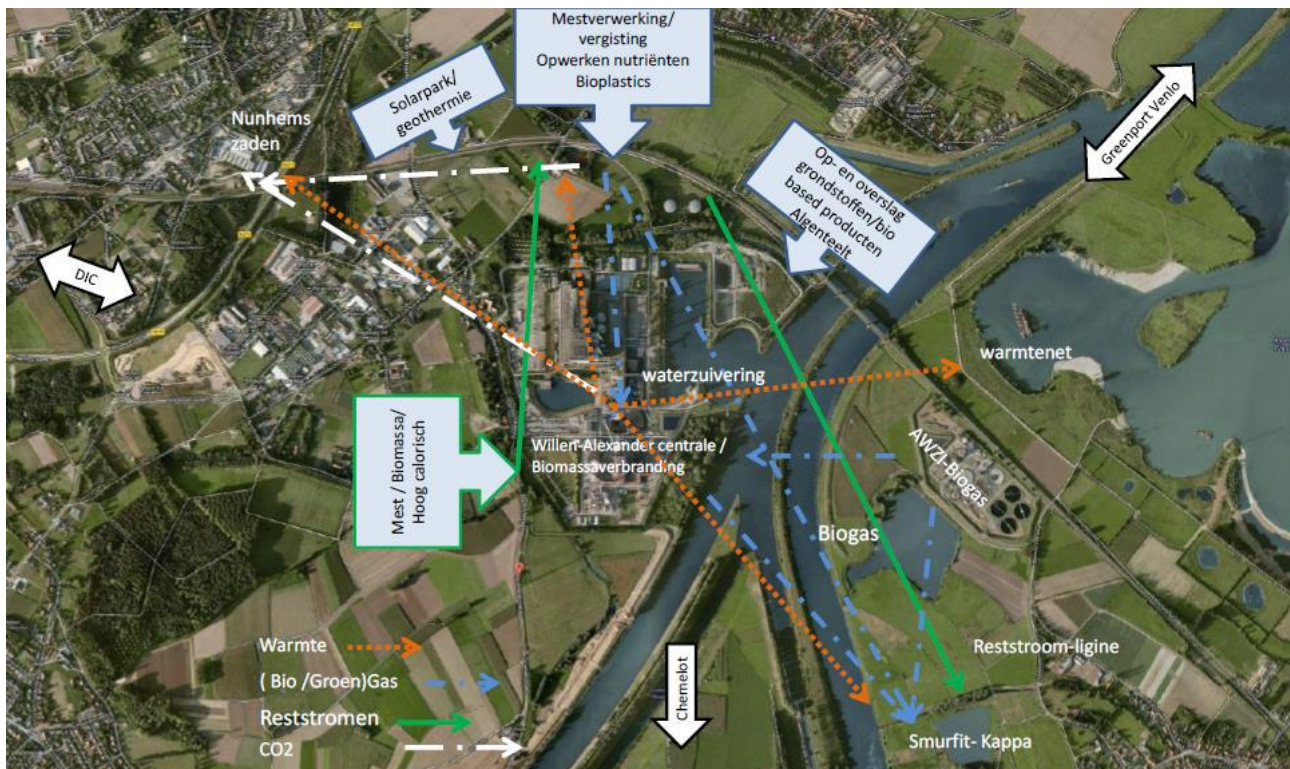 Mestverwerking/
vergisting
Opwerken nutriënten
Bioplastics
Solarpark/
geothermie
Nunhems
zaden
Greenport Venlo
Op- en overslag
grondstoffen/bio
based producten
Algenteelt
DIC
warmtenet
waterzuivering
Willem-Alexander centrale /
Biomassaverbranding
Mest / Biomassa/
Hoog calorisch
AWZI-Biogas
Biogas
Reststroom-ligine
Smurfit- Kappa
Chemelot
Warmte
( Bio /Groen)Gas
Reststromen
CO2